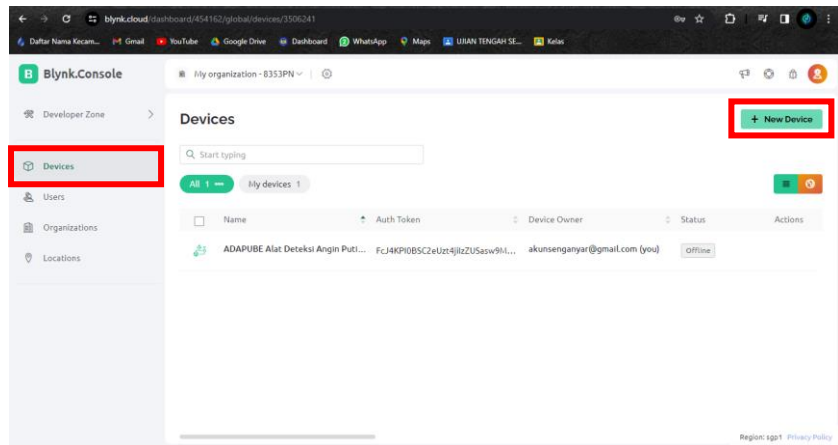 blynk.cloud/dashboard/454162/global/devices/3506241
Daftar Nama Kecam... Gmail YouTube Google Drive Dashboard WhatsApp Maps UJIAN TENGAH SE... Kelas
B Blynk.Console
My organization - 8353PN
Developer Zone
Devices
+ New Device
Start typing
Devices
All 1
My devices 1
Users
Organizations
Name Auth Token Device Owner Status Actions
ADAPUBE Alat Deteksi Angin Puti... akunsenganyar@gmail.com (you) Offline
Locations
Region: sgp1 Privacy Policy